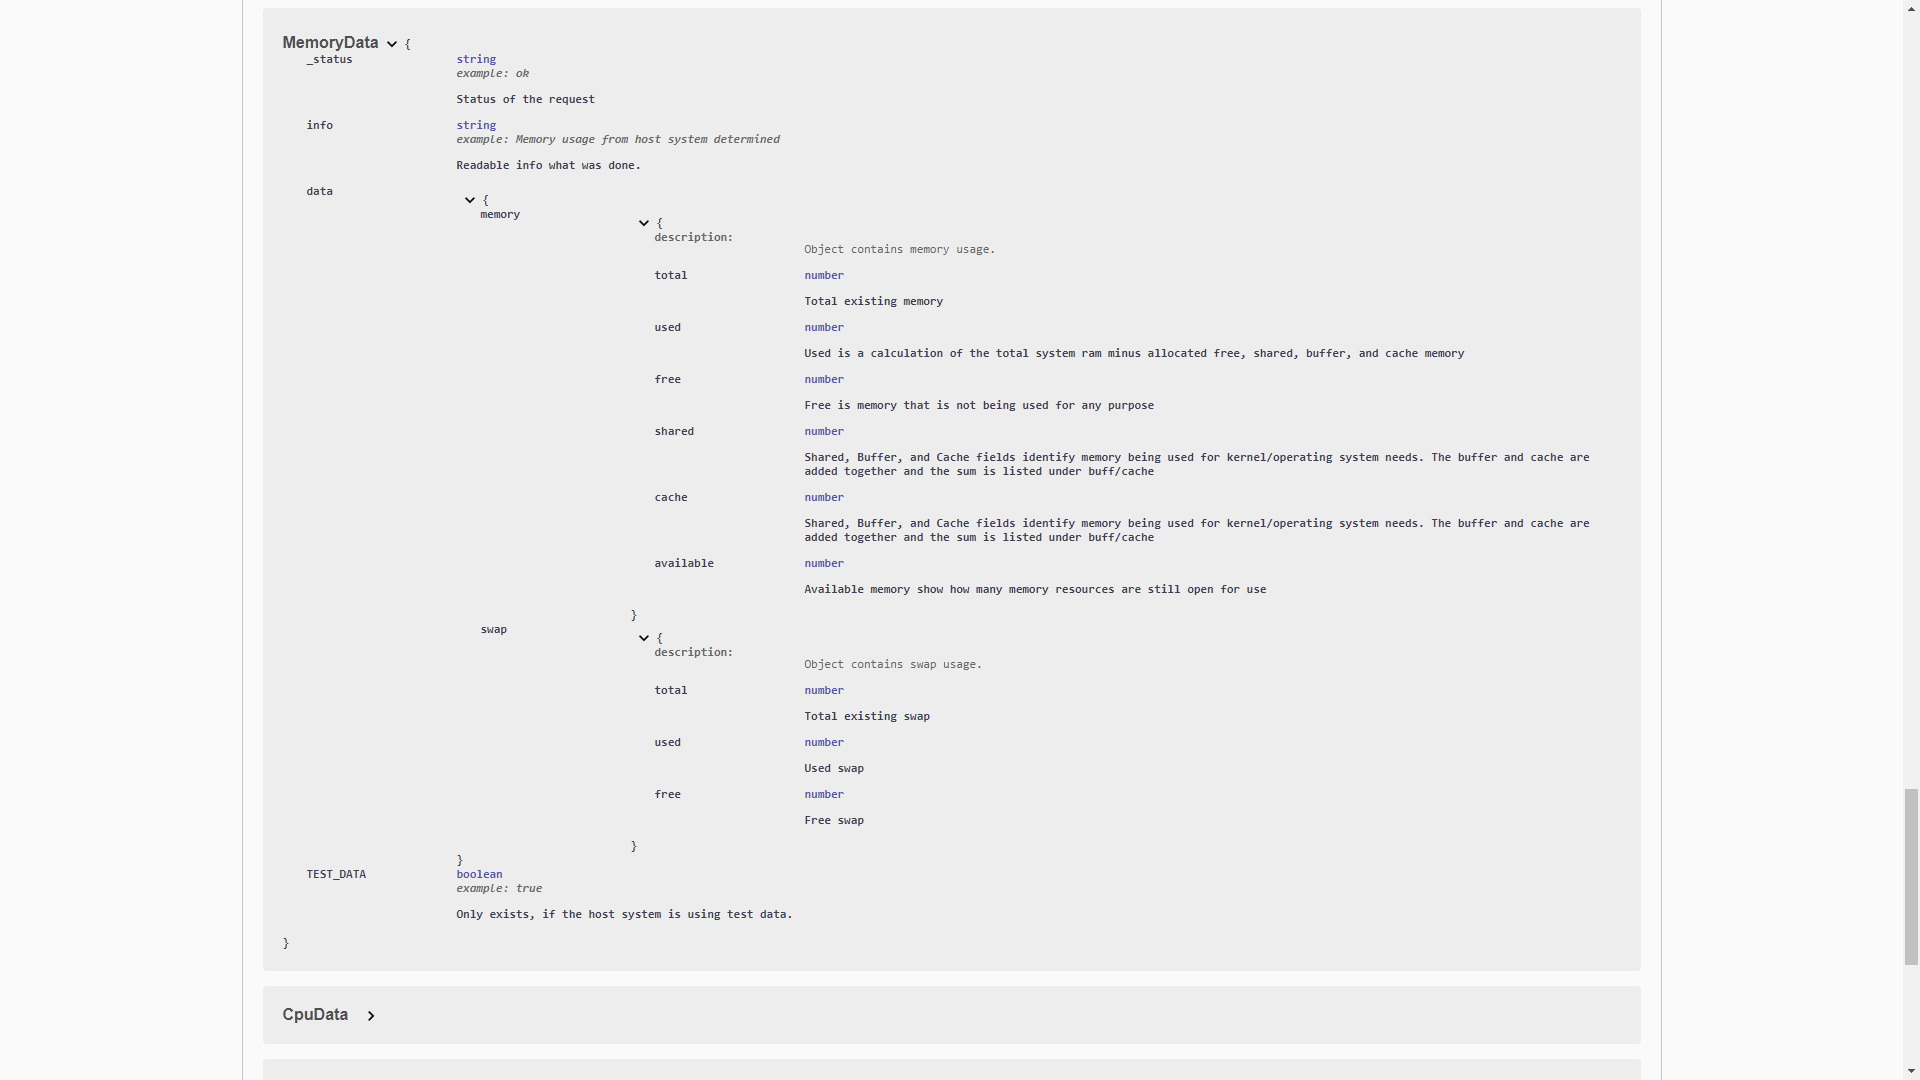 MemoryData {
_status string
example: ok
Status of the request
info string
example: Memory usage from host system determined
Readable info what was done.
data {
memory {
description:
Object contains memory usage.
total number
Total existing memory
used number
Used is a calculation of the total system ram minus allocated free, shared, buffer, and cache memory
free number
Free is memory that is not being used for any purpose
shared number
Shared, Buffer, and Cache fields identify memory being used for kernel/operating system needs. The buffer and cache are
added together and the sum is listed under buff/cache
cache number
Shared, Buffer, and Cache fields identify memory being used for kernel/operating system needs. The buffer and cache are
added together and the sum is listed under buff/cache
available number
Available memory show how many memory resources are still open for use
}
swap {
description:
Object contains swap usage.
total number
Total existing swap
used number
Used swap
free number
Free swap
}
}
TEST_DATA boolean
example: true
Only exists, if the host system is using test data.
}
CpuData